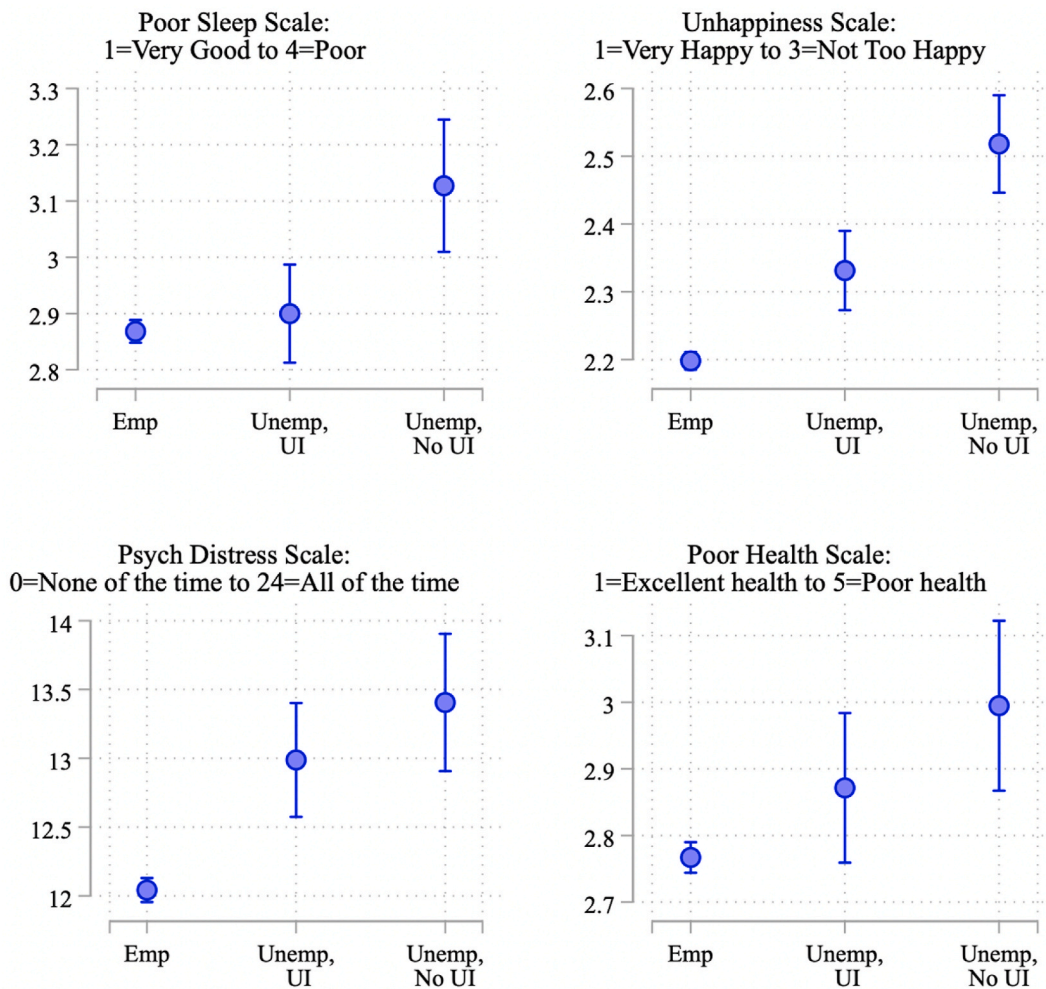 Poor Sleep Scale:
1=Very Good to 4=Poor
3.3
3.2
3.1
3
2.9
2.8
Emp
Unemp,
UI
Unemp,
No UI
Unhappiness Scale:
1=Very Happy to 3=Not Too Happy
2.6
2.5
2.4
2.3
2.2
Emp
Unemp,
UI
Unemp,
No UI
Psych Distress Scale:
0=None of the time to 24=All of the time
14
13.5
13
12.5
12
Emp
Unemp,
UI
Unemp,
No UI
Poor Health Scale:
1=Excellent health to 5=Poor health
3.1
3
2.9
2.8
2.7
Emp
Unemp,
UI
Unemp,
No UI